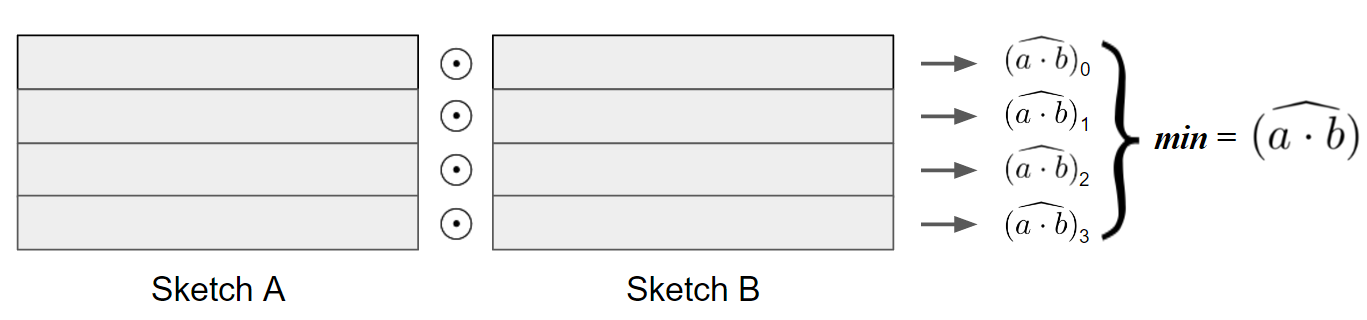 ⊙ → (a · b)^₀
⊙ → (a · b)^₁
⊙ → (a · b)^₂
⊙ → (a · b)^₃
min = (a · b)^
Sketch A
Sketch B